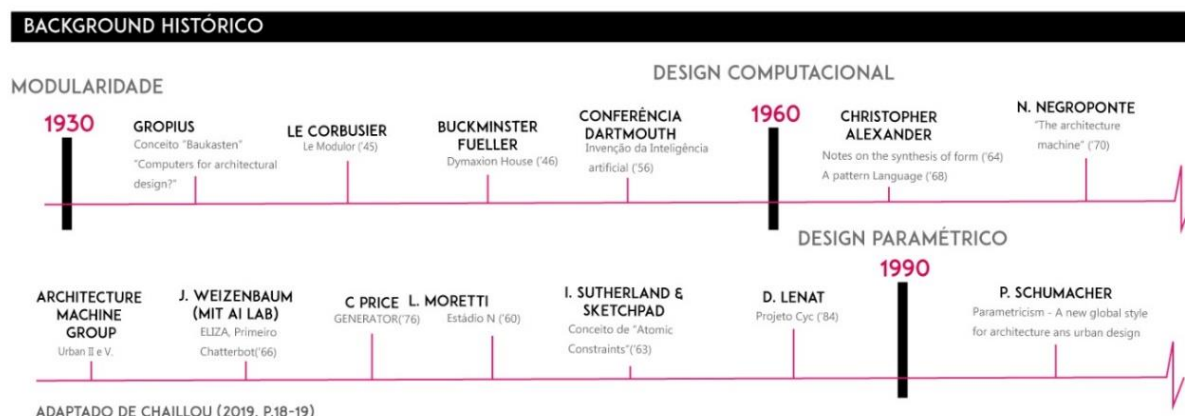 BACKGROUND HISTÓRICO
MODULARIDADE
DESIGN COMPUTACIONAL
1930
GROPIUS
Conceito "Baukasten"
"Computers for architectural
design?"
LE CORBUSIER
Le Modulor ('45)
BUCKMINSTER
FUELLER
Dymaxion House ('46)
CONFERÊNCIA
DARTMOUTH
Invenção da Inteligência
artificial ('56)
1960
CHRISTOPHER
ALEXANDER
Notes on the synthesis of form ('64)
A pattern Language ('68)
N. NEGROPONTE
"The architecture
machine" ('70)
DESIGN PARAMÉTRICO
1990
ARCHITECTURE
MACHINE
GROUP
Urban II e V.
J. WEIZENBAUM
(MIT AI LAB)
ELIZA, Primeiro
Chatterbot('66)
C PRICE
GENERATOR('76)
L. MORETTI
Estádio N ('60)
I. SUTHERLAND &
SKETCHPAD
Conceito de "Atomic
Constraints"('63)
D. LENAT
Projeto Cyc ('84)
P. SCHUMACHER
Parametricism - A new global style
for architecture ans urban design
ADAPTADO DE CHAILLOU (2019, P.18-19)